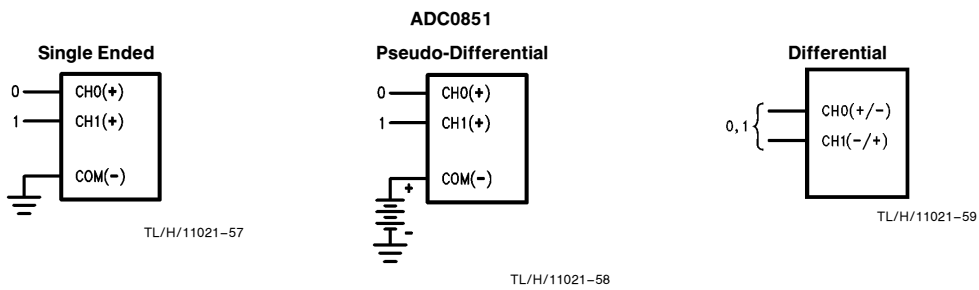 ADC0851
Single Ended
0
CH0(+)
1
CH1(+)
COM(-)
TL/H/11021–57
Pseudo-Differential
0
CH0(+)
1
CH1(+)
COM(-)
+
-
TL/H/11021–58
Differential
0,1
CH0(+/-)
CH1(-/+)
TL/H/11021–59